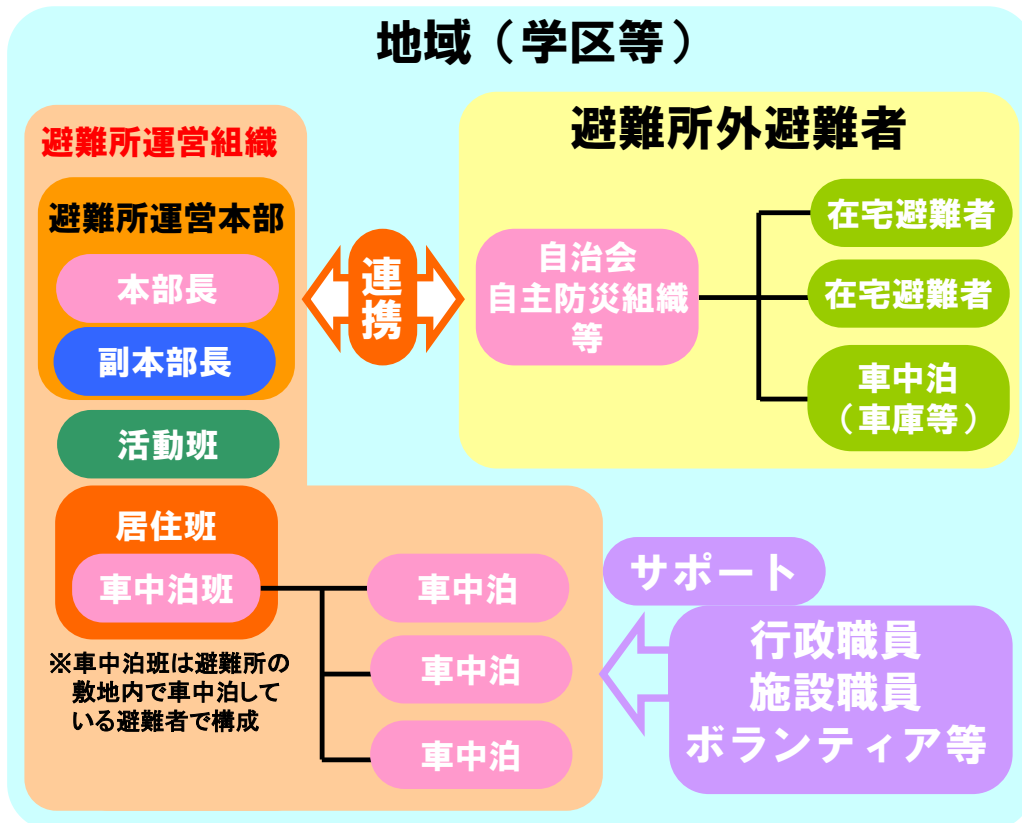 地域（学区等）
避難所運営組織
避難所運営本部
本部長
副本部長
活動班
居住班
車中泊班
※車中泊班は避難所の
敷地内で車中泊して
いる避難者で構成
車中泊
車中泊
車中泊
連携
避難所外避難者
自治会
自主防災組織
等
在宅避難者
在宅避難者
車中泊
（車庫等）
サポート
行政職員
施設職員
ボランティア等